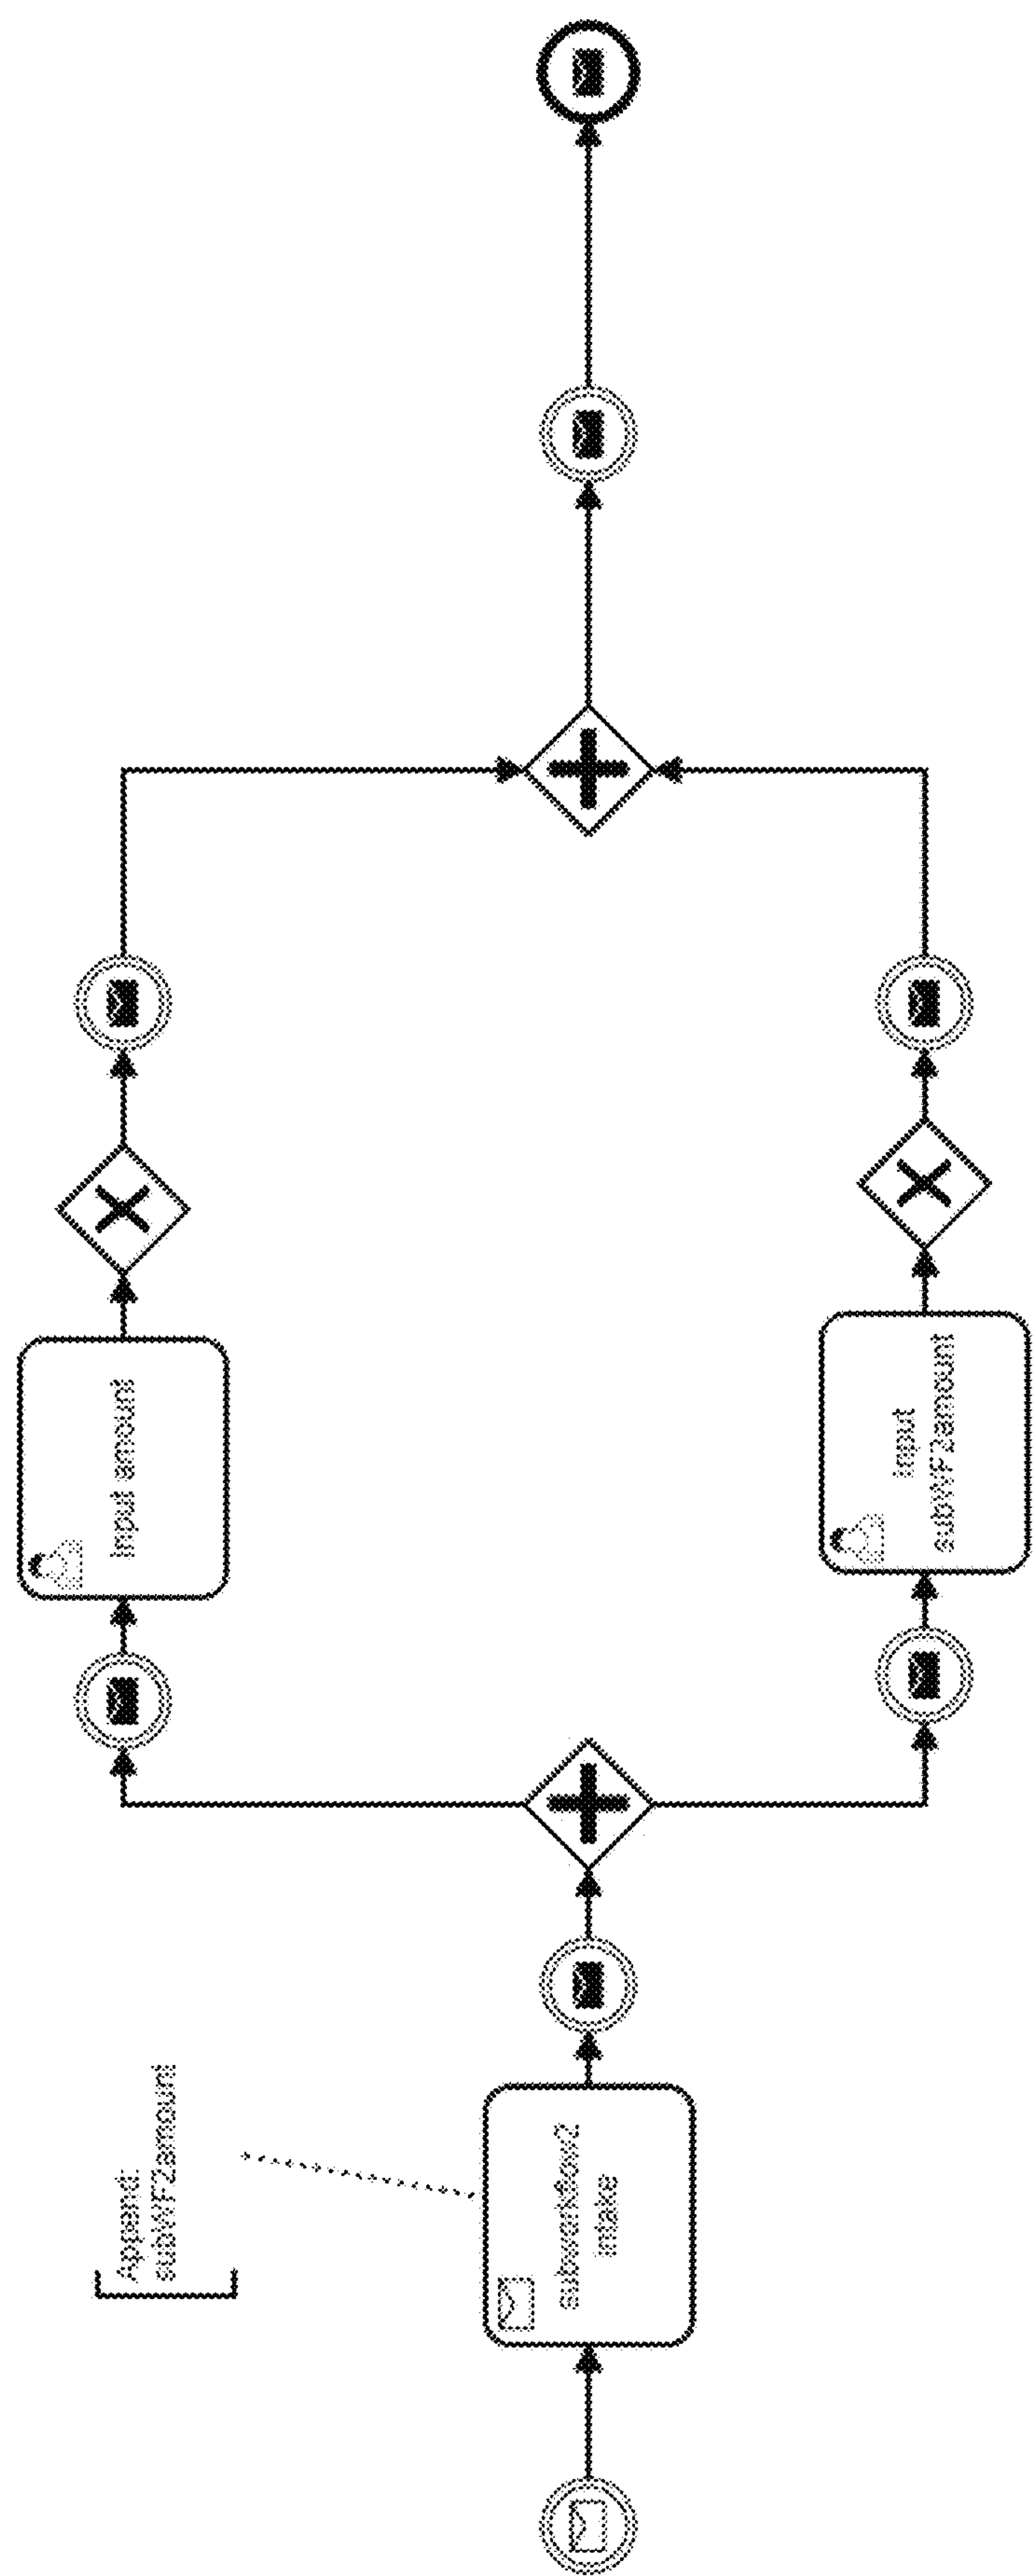 Append:
subWF2amount
subworkflow2
intake
Input amount
Input
subWF2amount